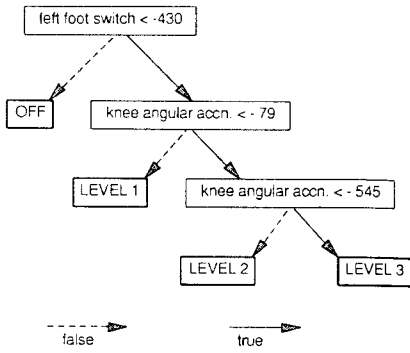 left foot switch < -430
OFF
knee angular accn. < - 79
LEVEL 1
knee angular accn. < - 545
LEVEL 2
LEVEL 3
false
true